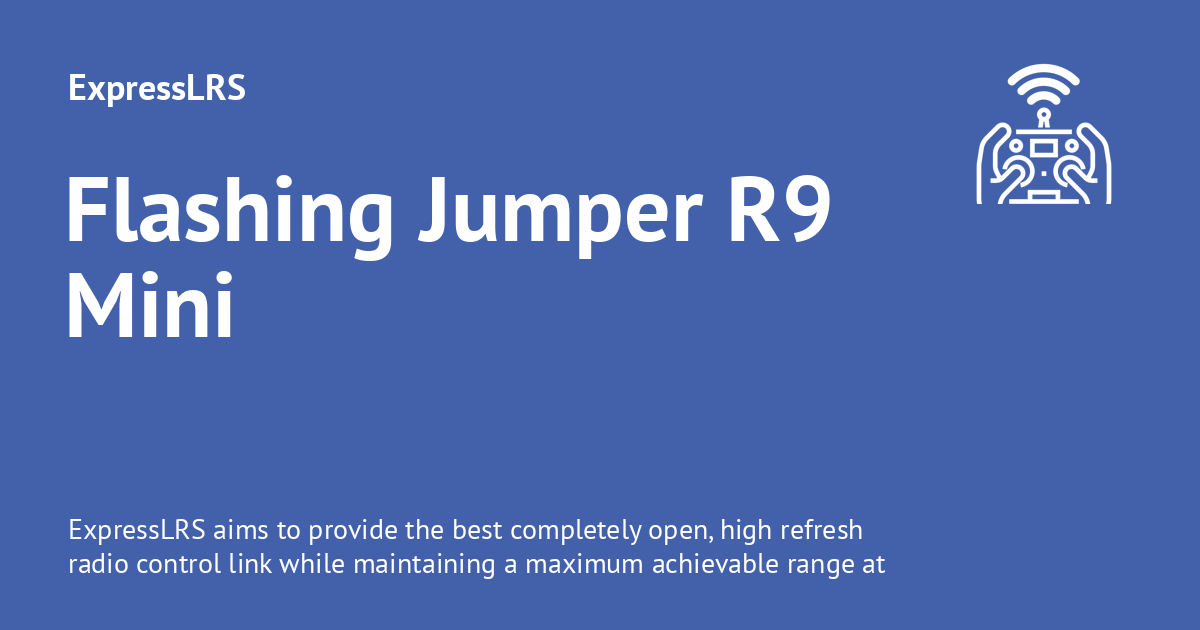 ExpressLRS
Flashing Jumper R9
Mini
ExpressLRS aims to provide the best completely open, high refresh
radio control link while maintaining a maximum achievable range at